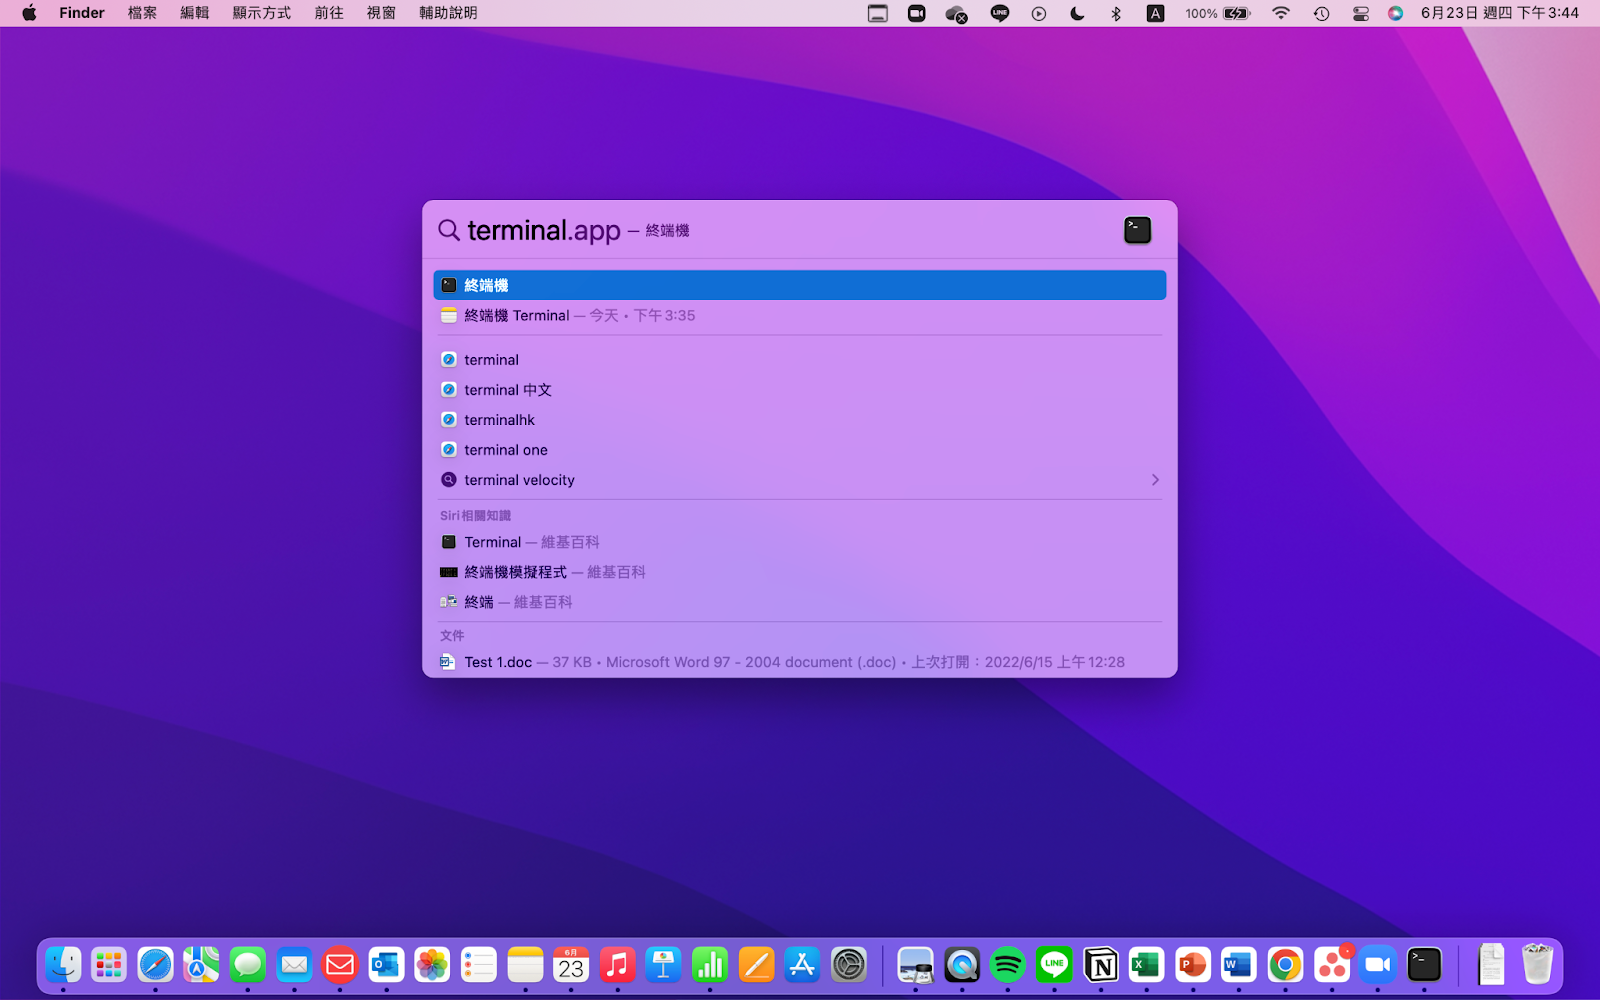 Finder 檔案 編輯 顯示方式 前往 視窗 輔助說明 LINE A 100% 6月23日 週四 下午3:44
terminal.app — 終端機
終端機
終端機 Terminal — 今天・下午3:35
terminal
terminal 中文
terminalhk
terminal one
terminal velocity
Siri相關知識
Terminal — 維基百科
終端機模擬程式 — 維基百科
終端 — 維基百科
文件
Test 1.doc — 37 KB • Microsoft Word 97 - 2004 document (.doc) • 上次打開：2022/6/15 上午12:28
6月
23
LINE